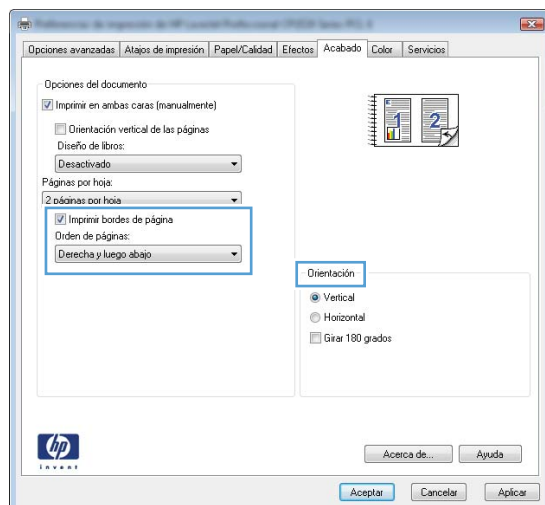 Opciones avanzadas Atajos de impresión Papel/Calidad Efectos Acabado Color Servicios
Opciones del documento
Imprimir en ambas caras (manualmente)
Orientación vertical de las páginas
Diseño de libros:
Desactivado
Páginas por hoja:
2 páginas por hoja
Imprimir bordes de página
Orden de páginas:
Derecha y luego abajo
1 2
Orientación
Vertical
Horizontal
Girar 180 grados
hp
invent
Acerca de... Ayuda
Aceptar Cancelar Aplicar